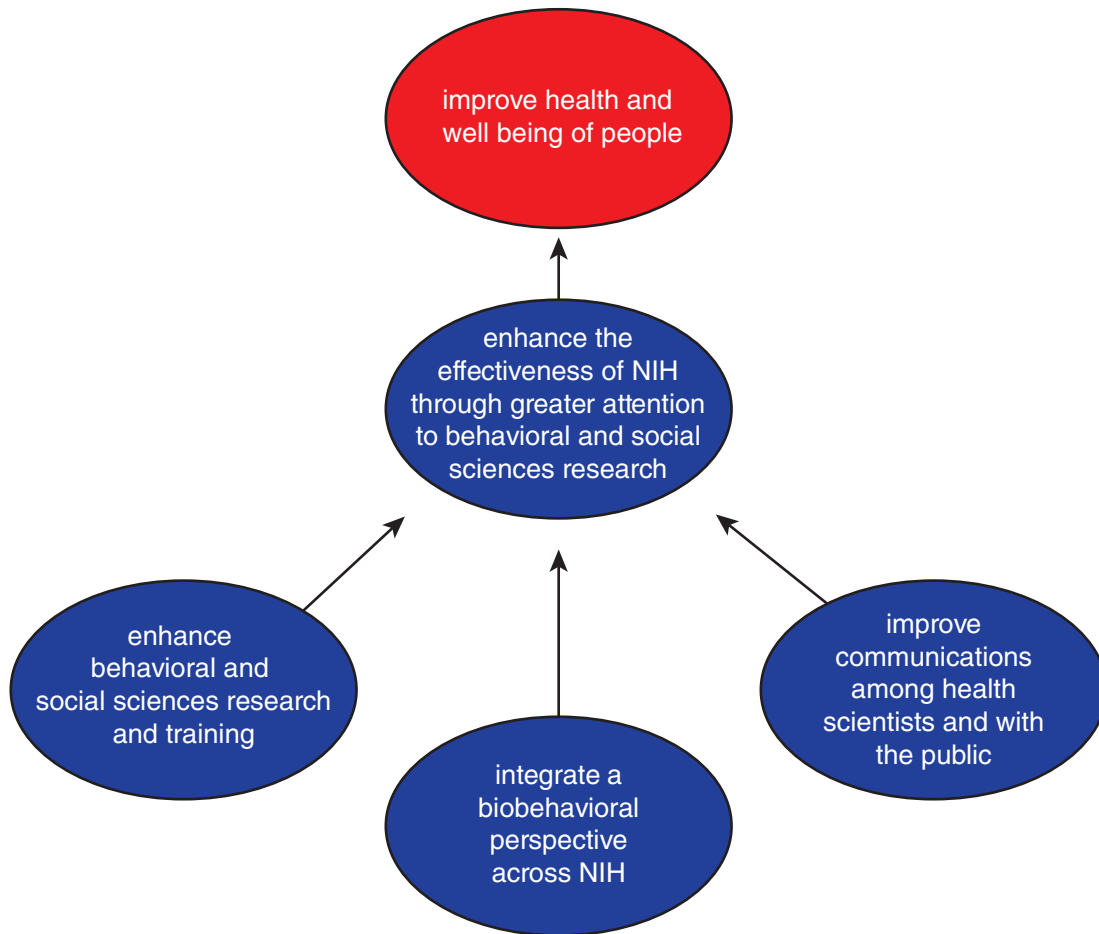 improve health and
well being of people
enhance the
effectiveness of NIH
through greater attention
to behavioral and social
sciences research
enhance
behavioral and
social sciences research
and training
integrate a
biobehavioral
perspective
across NIH
improve
communications
among health
scientists and with
the public